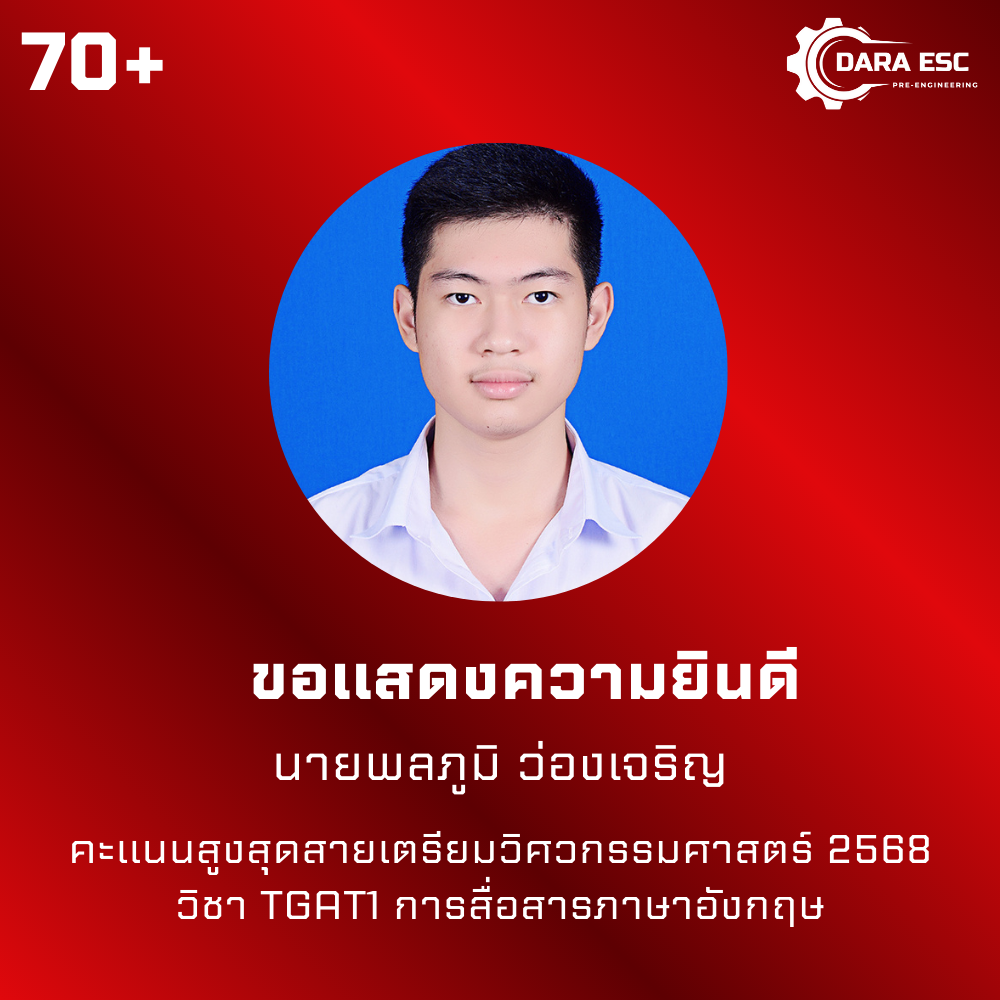 70+
DARA ESC
PRE-ENGINEERING
ขอแสดงความยินดี
นายพลภูมิ ว่องเจริญ
คะแนนสูงสุดสายเตรียมวิศวกรรมศาสตร์ 2568
วิชา TGAT1 การสื่อสารภาษาอังกฤษ